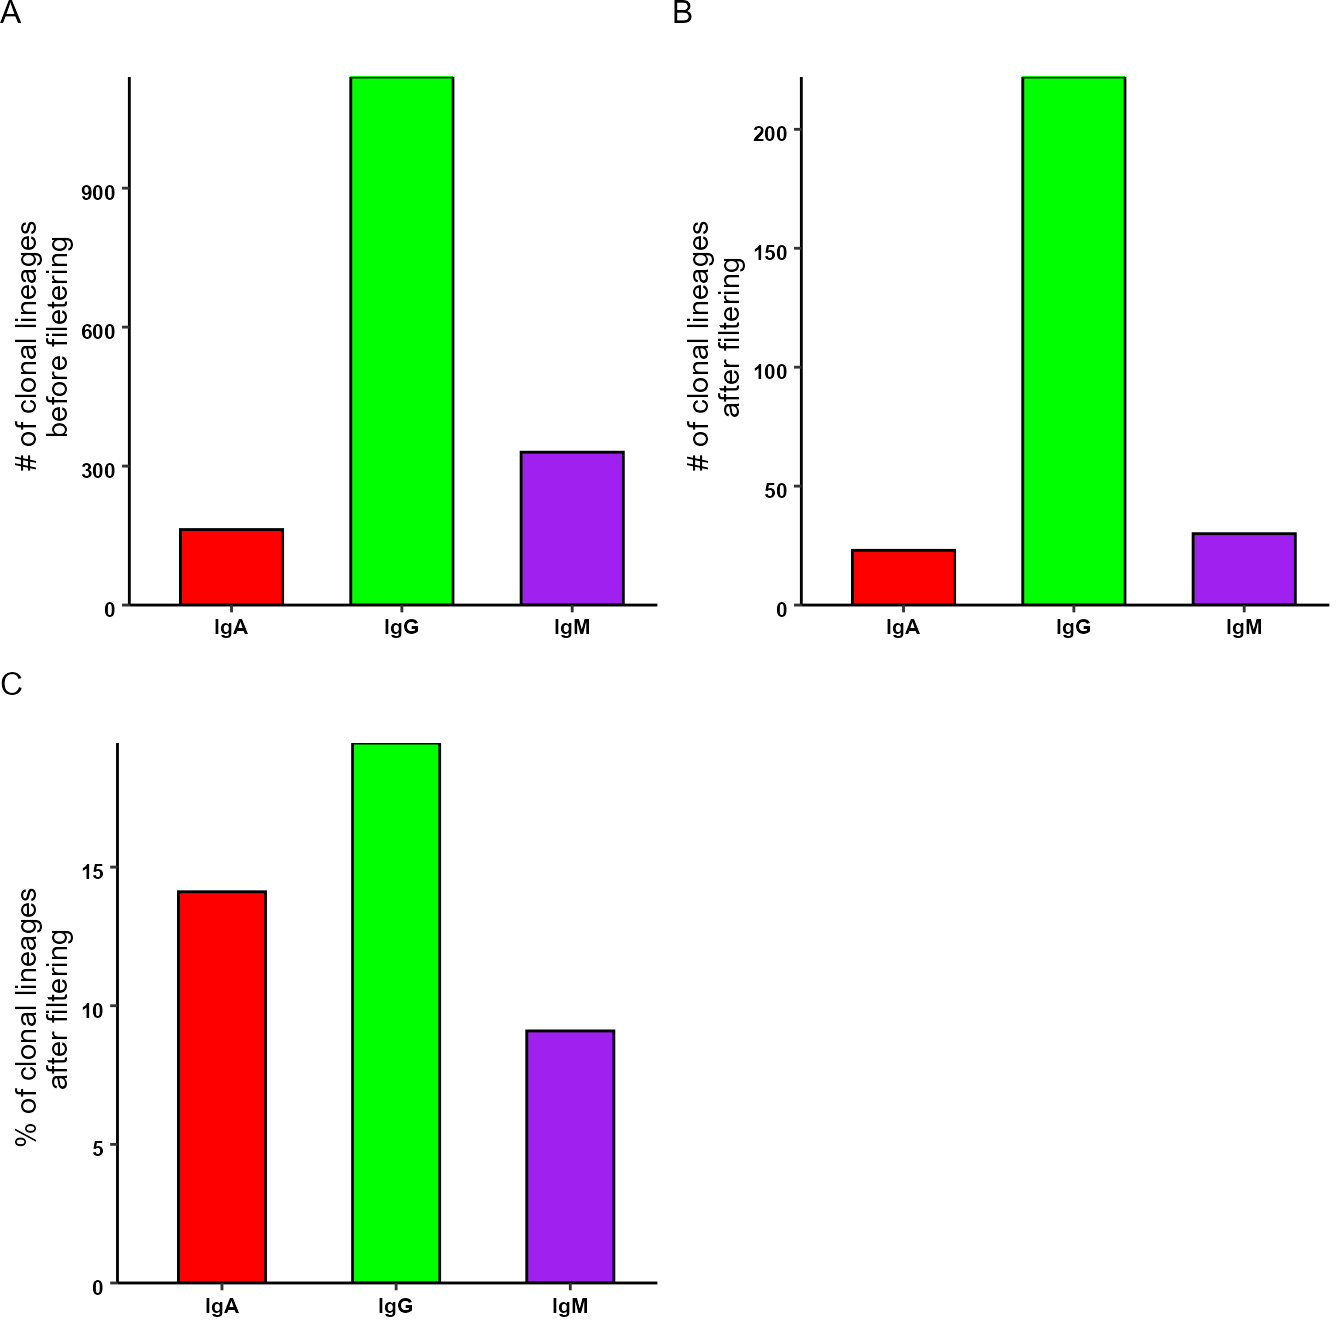 A
# of clonal lineages
before filetering
900
600
300
0
IgA
IgG
IgM
B
# of clonal lineages
after filtering
200
150
100
50
0
IgA
IgG
IgM
C
% of clonal lineages
after filtering
15
10
5
0
IgA
IgG
IgM